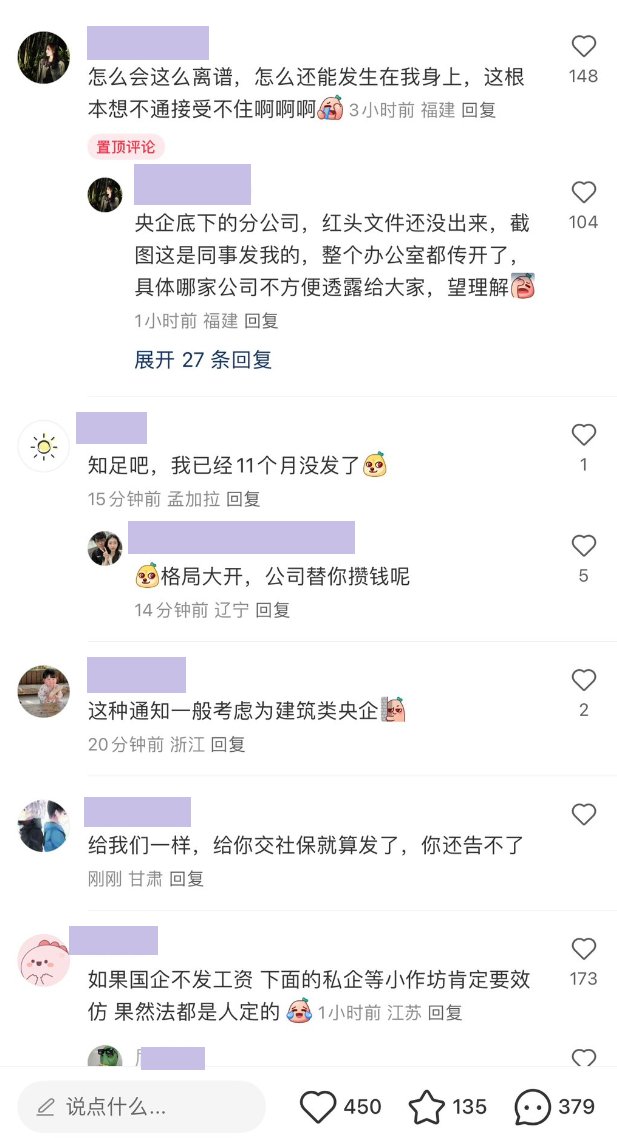 怎么会这么离谱，怎么还能发生在我身上，这根
本想不通接受不住啊啊啊 3小时前 福建 回复
148
置顶评论
央企底下的分公司，红头文件还没出来，截
图这是同事发我的，整个办公室都传开了，
具体哪家公司不方便透露给大家，望理解
104
1小时前 福建 回复
展开 27 条回复
知足吧，我已经11个月没发了
1
15分钟前 孟加拉 回复
格局大开，公司替你攒钱呢
5
14分钟前 辽宁 回复
这种通知一般考虑为建筑类央企
2
20分钟前 浙江 回复
给我们一样，给你交社保就算发了，你还告不了
刚刚 甘肃 回复
如果国企不发工资 下面的私企等小作坊肯定要效
仿 果然法都是人定的 1小时前 江苏 回复
173
说点什么... 450 135 379